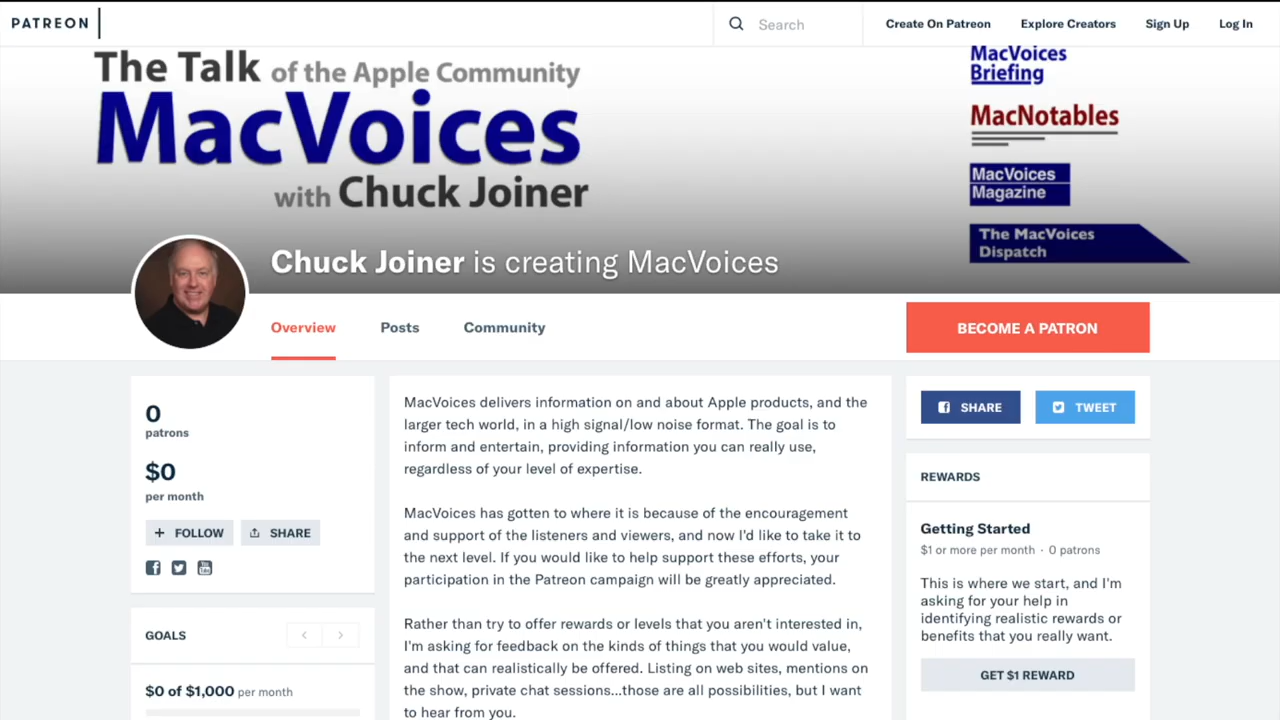 PATREON
Search
Create On Patreon
Explore Creators
Sign Up
Log In
The Talk of the Apple Community
MacVoices
with Chuck Joiner
MacVoices
Briefing
MacNotables
MacVoices
Magazine
The MacVoices
Dispatch
Chuck Joiner is creating MacVoices
Overview
Posts
Community
BECOME A PATRON
0
patrons
$0
per month
+ FOLLOW
SHARE
GOALS
$0 of $1,000 per month
MacVoices delivers information on and about Apple products, and the
larger tech world, in a high signal/low noise format. The goal is to
inform and entertain, providing information you can really use,
regardless of your level of expertise.
MacVoices has gotten to where it is because of the encouragement
and support of the listeners and viewers, and now I'd like to take it to
the next level. If you would like to help support these efforts, your
participation in the Patreon campaign will be greatly appreciated.
Rather than try to offer rewards or levels that you aren't interested in,
I'm asking for feedback on the kinds of things that you would value,
and that can realistically be offered. Listing on web sites, mentions on
the show, private chat sessions...those are all possibilities, but I want
to hear from you.
SHARE
TWEET
REWARDS
Getting Started
$1 or more per month · 0 patrons
This is where we start, and I'm
asking for your help in
identifying realistic rewards or
benefits that you really want.
GET $1 REWARD